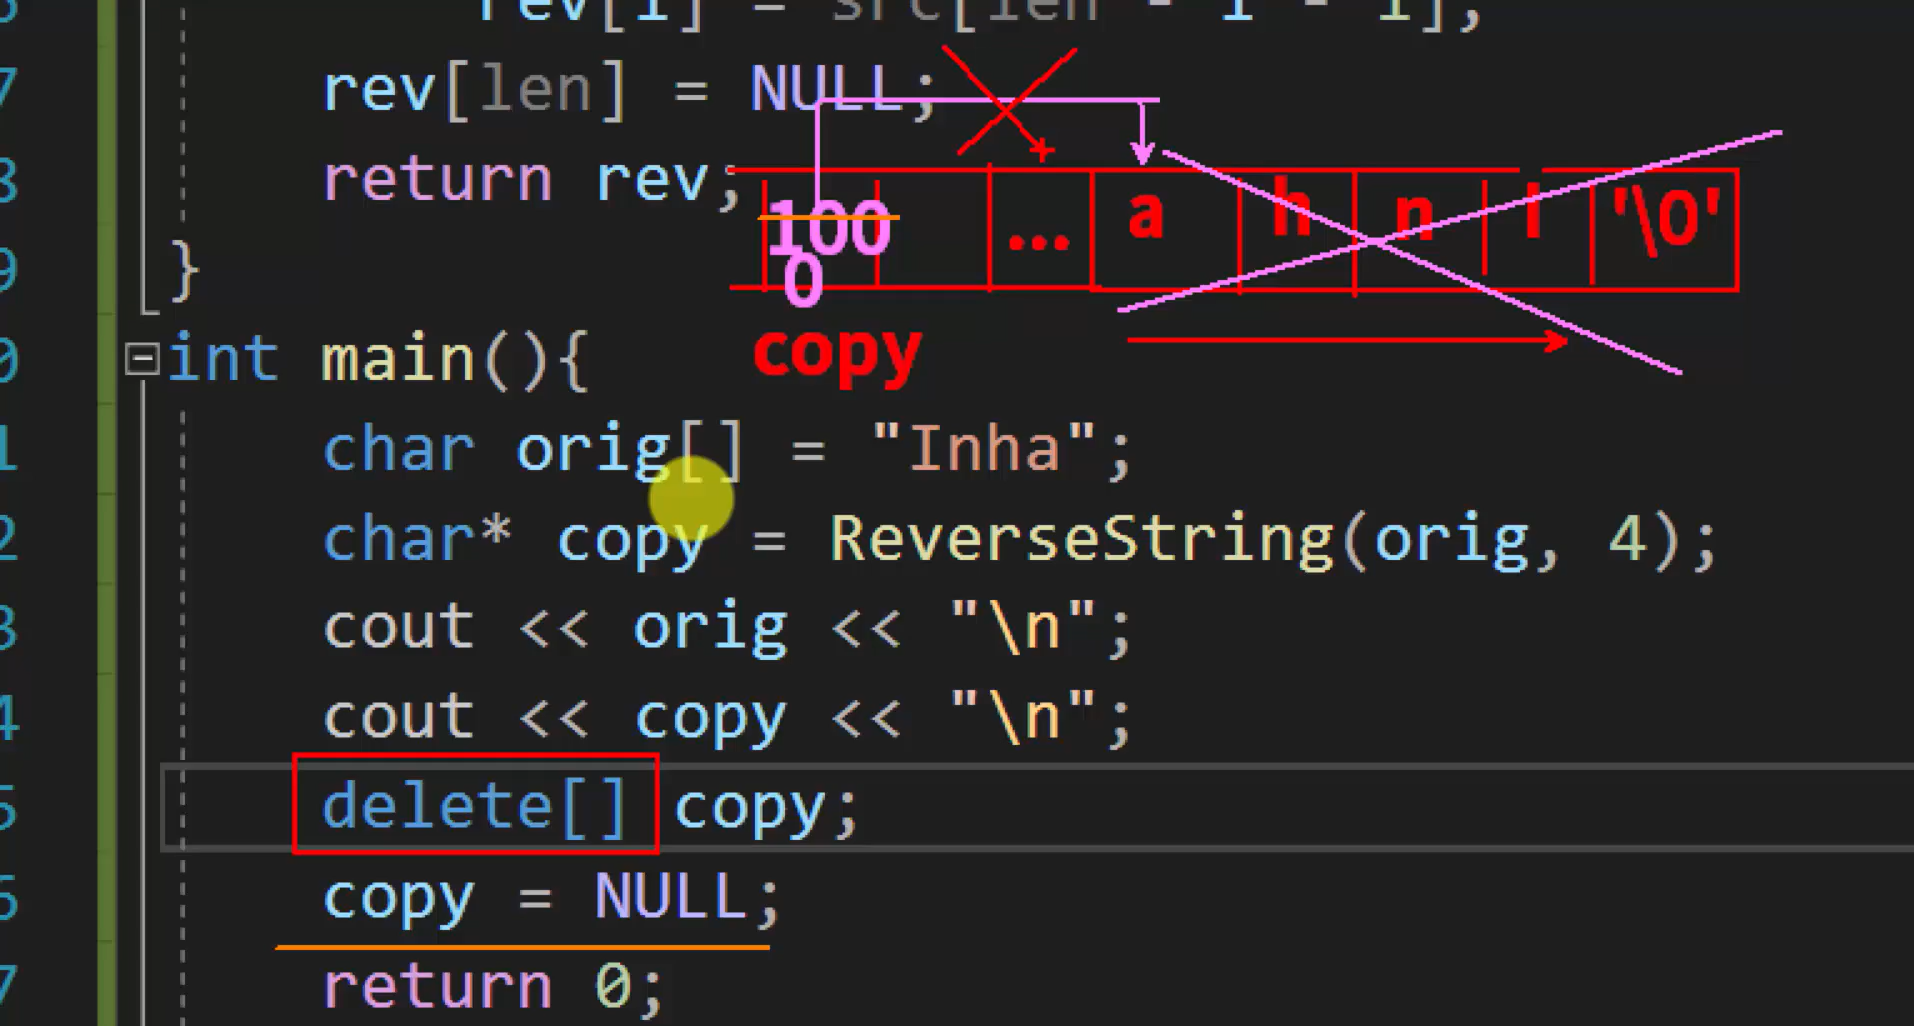 rev[i] = src[len - i - 1];
7 rev[len] = NULL;
8 return rev;
a h n I '\0'
100
...
0
9 }
copy
0 int main(){
1 char orig[] = "Inha";
2 char* copy = ReverseString(orig, 4);
3 cout << orig << "\n";
4 cout << copy << "\n";
5 delete[] copy;
6 copy = NULL;
7 return 0;